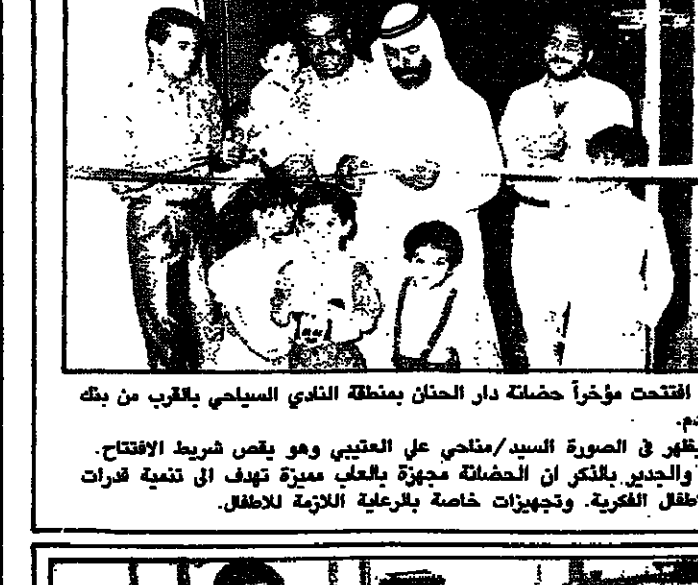 افتتحت مؤخراً حضانة دار الحنان بمنطقة النادي السياحي بالقرب من بنك
دم.
يظهر في الصورة السيد/مناحي علي العتيبي وهو يقص شريط الافتتاح.
والجدير بالذكر ان الحضانة مجهزة بالعاب مميزة تهدف الى تنمية قدرات
طفال الفكرية. وتجهيزات خاصة بالرعاية اللازمة للاطفال.